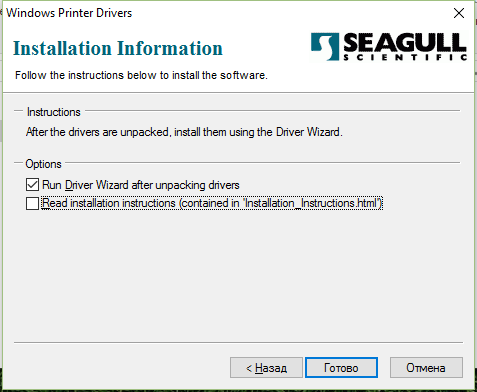 Windows Printer Drivers
Installation Information
SEAGULL
SCIENTIFIC
Follow the instructions below to install the software.
Instructions
After the drivers are unpacked, install them using the Driver Wizard.
Options
Run Driver Wizard after unpacking drivers
Read installation instructions (contained in 'Installation_Instructions.html')
< Назад
Готово
Отмена